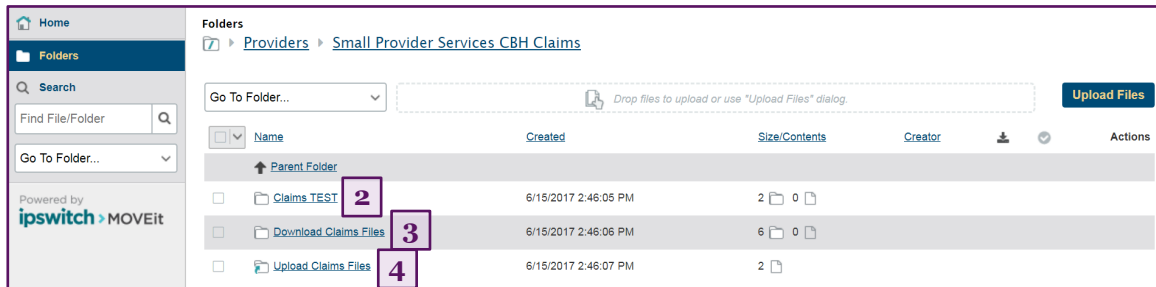 Home
Folders
Search
Find File/Folder
Go To Folder...
Powered by
ipswitch MOVEit
Folders
Providers Small Provider Services CBH Claims
Go To Folder... Drop files to upload or use "Upload Files" dialog. Upload Files
Name Created Size/Contents Creator Actions
Parent Folder
Claims TEST 2 6/15/2017 2:46:05 PM 2 0
Download Claims Files 3 6/15/2017 2:46:06 PM 6 0
Upload Claims Files 4 6/15/2017 2:46:07 PM 2